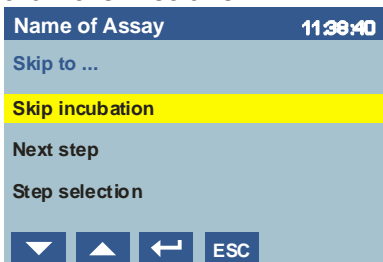 Name of Assay 11:38:40
Skip to ...
Skip incubation
Next step
Step selection
ESC